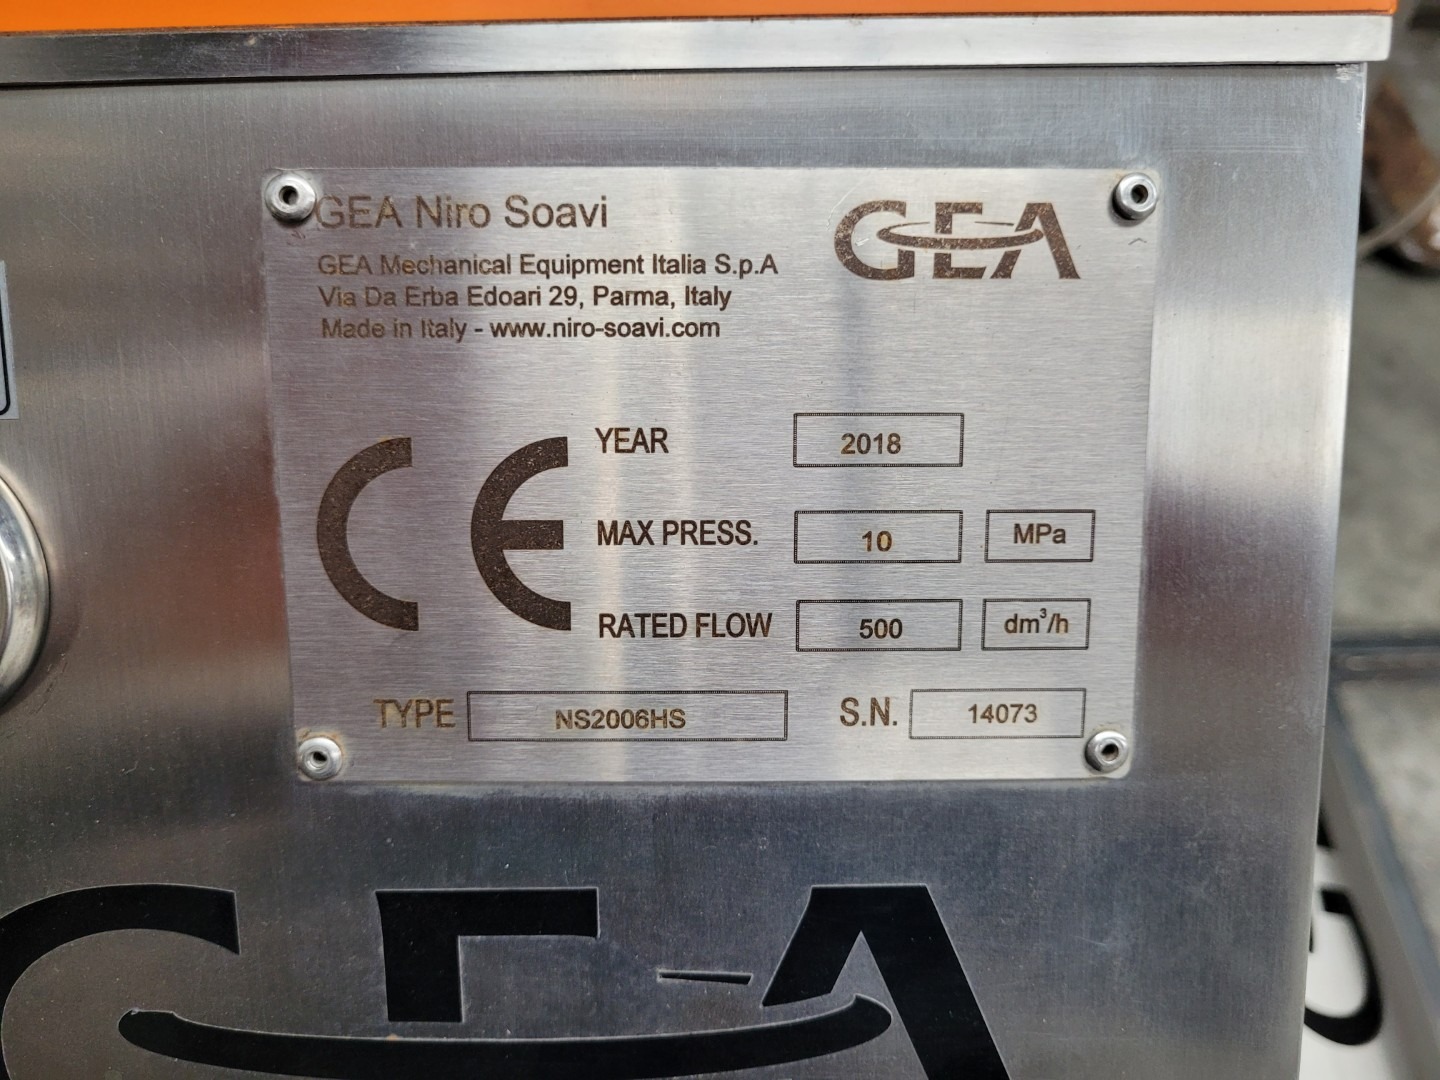 GEA Niro Soavi
GEA
GEA Mechanical Equipment Italia S.p.A
Via Da Erba Edoari 29, Parma, Italy
Made in Italy - www.niro-soavi.com
CE
YEAR 2018
MAX PRESS. 10 MPa
RATED FLOW 500 dm³/h
TYPE NS2006HS S.N. 14073
GEA